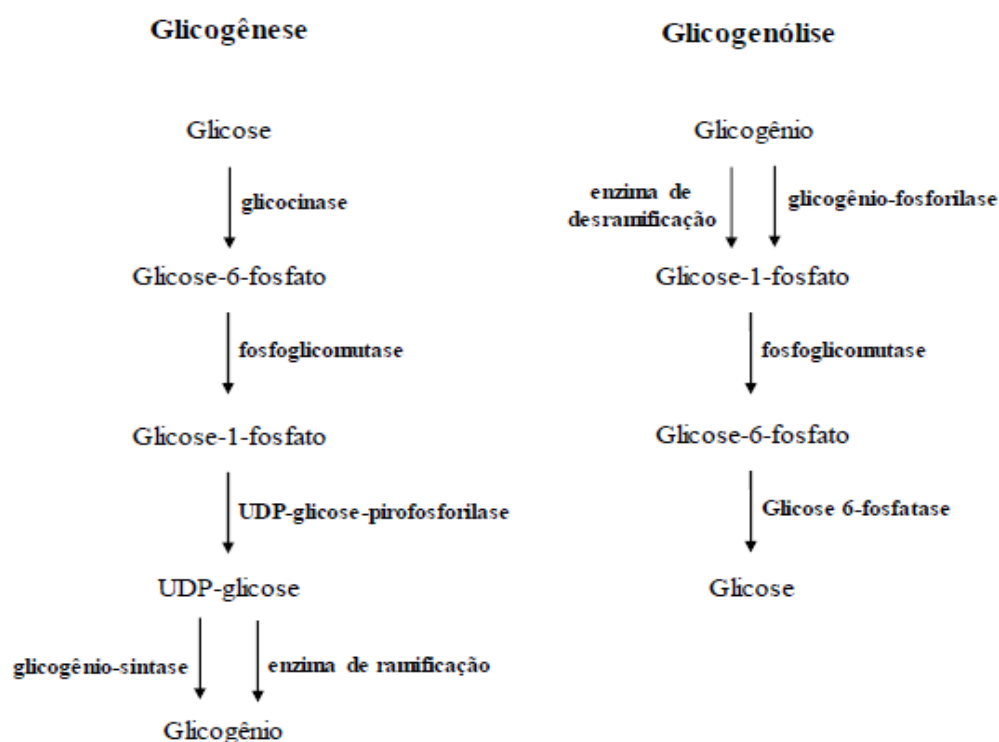 Glicogênese
Glicose
glicocinase
Glicose-6-fosfato
fosfoglicomutase
Glicose-1-fosfato
UDP-glicose-pirofosforilase
UDP-glicose
glicogênio-sintase
enzima de ramificação
Glicogênio
Glicogenólise
Glicogênio
enzima de
desramificação
glicogênio-fosforilase
Glicose-1-fosfato
fosfoglicomutase
Glicose-6-fosfato
Glicose 6-fosfatase
Glicose